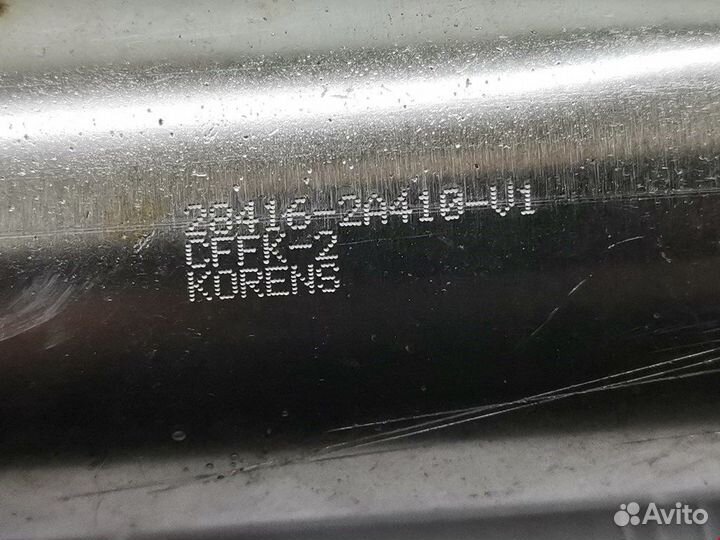 28416-2A410-V1
CFFK-2
KORENS
Avito